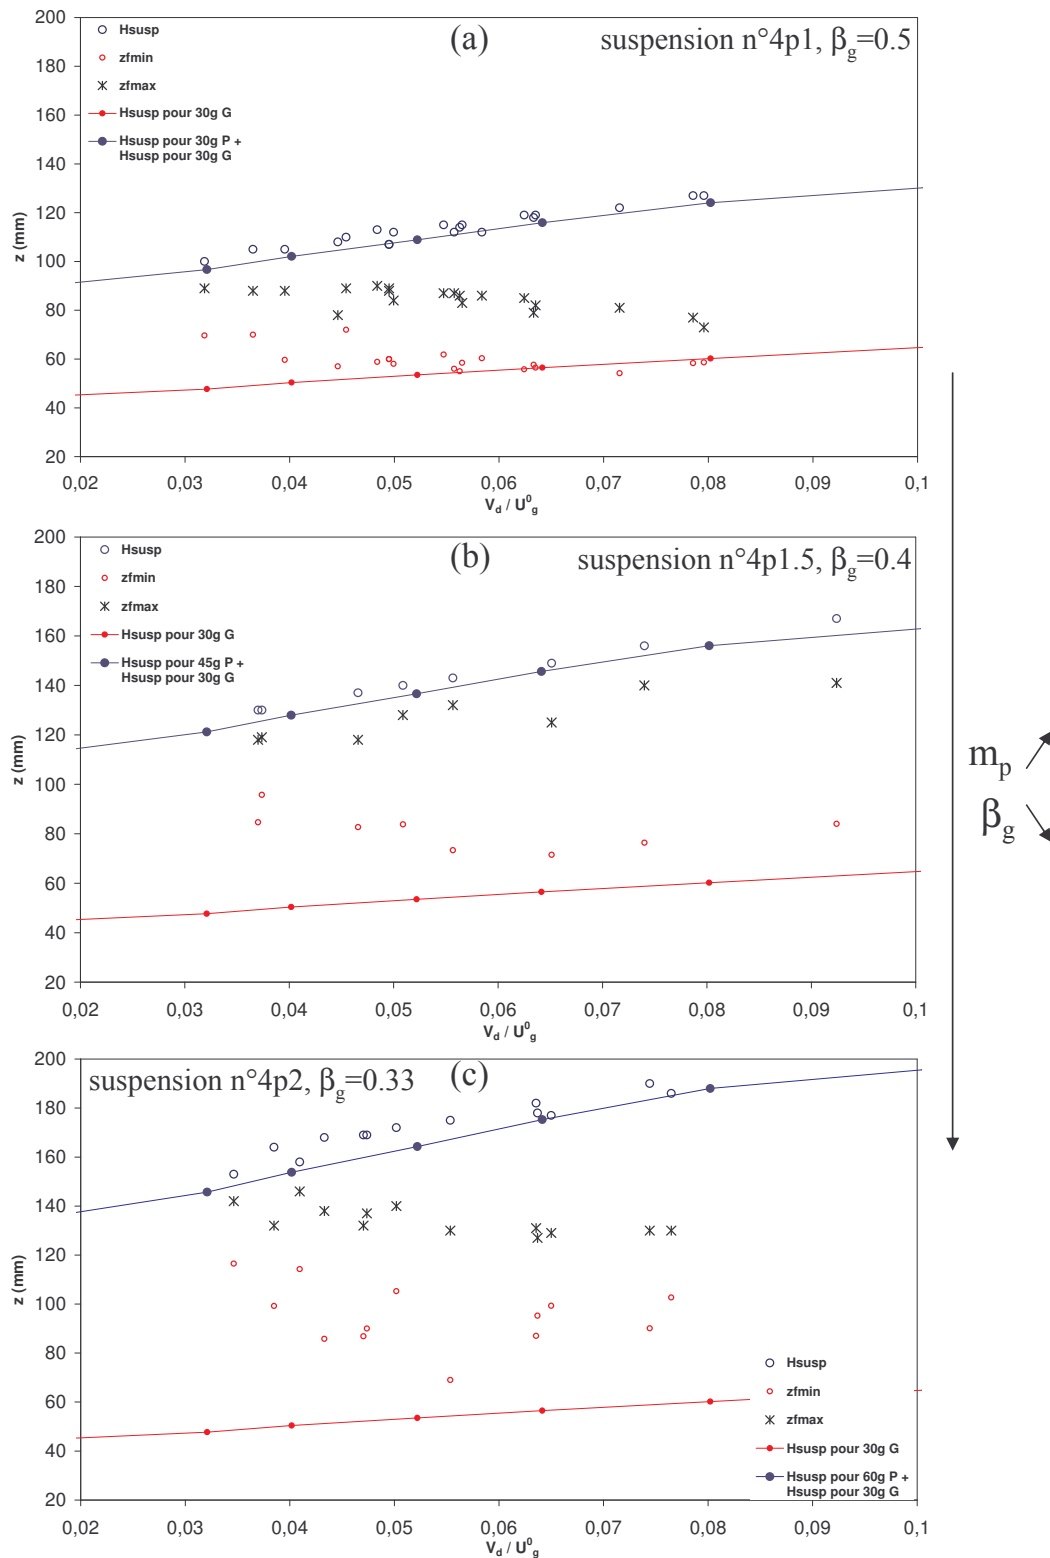 (a)
suspension n°4p1, βg=0.5
Hsusp
zfmin
zfmax
Hsusp pour 30g G
Hsusp pour 30g P +
Hsusp pour 30g G
z (mm)
200
180
160
140
120
100
80
60
40
20
0,02 0,03 0,04 0,05 0,06 0,07 0,08 0,09 0,1
Vd / U⁰g
(b)
suspension n°4p1.5, βg=0.4
Hsusp
zfmin
zfmax
Hsusp pour 30g G
Hsusp pour 45g P +
Hsusp pour 30g G
z (mm)
200
180
160
140
120
100
80
60
40
20
0,02 0,03 0,04 0,05 0,06 0,07 0,08 0,09 0,1
Vd / U⁰g
mp
βg
suspension n°4p2, βg=0.33
(c)
z (mm)
200
180
160
140
120
100
80
60
40
20
Hsusp
zfmin
zfmax
Hsusp pour 30g G
Hsusp pour 60g P +
Hsusp pour 30g G
0,02 0,03 0,04 0,05 0,06 0,07 0,08 0,09 0,1
Vd / U⁰g